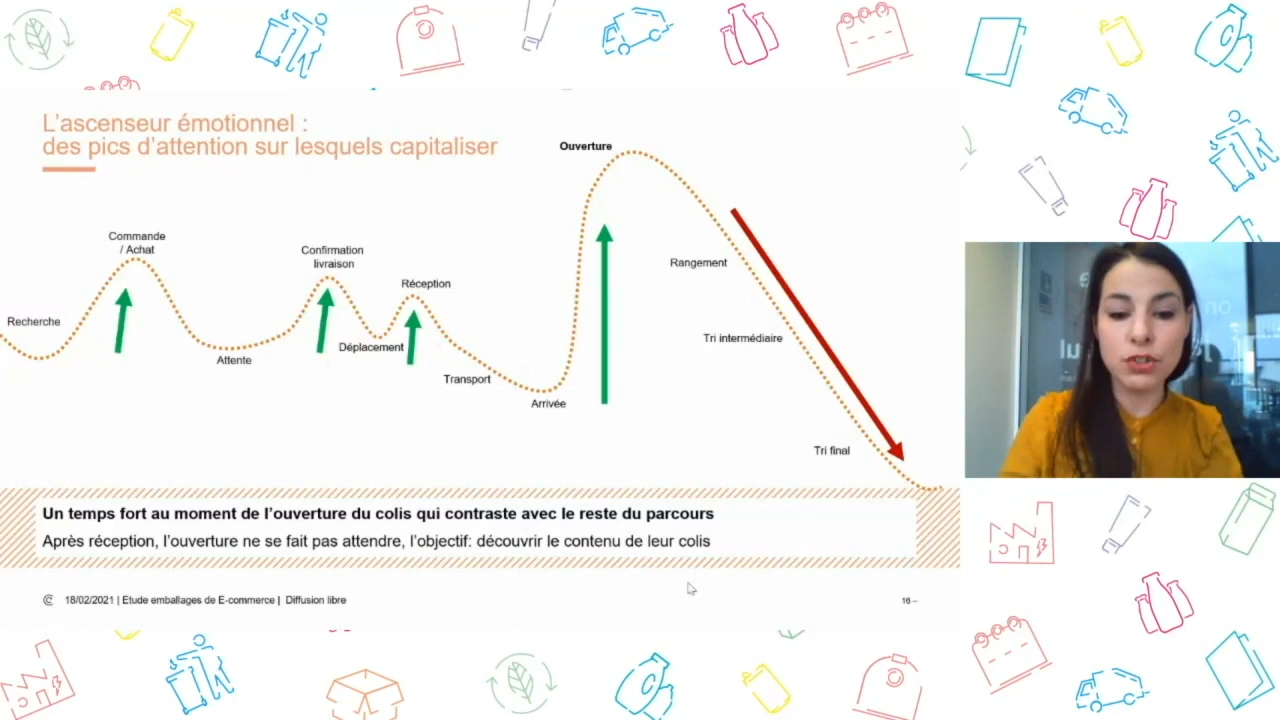 L'ascenseur émotionnel :
des pics d'attention sur lesquels capitaliser
Ouverture
Commande
/ Achat
Confirmation
livraison
Réception
Rangement
Recherche
Déplacement
Tri intermédiaire
Attente
Transport
Arrivée
Tri final
Un temps fort au moment de l'ouverture du colis qui contraste avec le reste du parcours
Après réception, l'ouverture ne se fait pas attendre, l'objectif: découvrir le contenu de leur colis
18/02/2021 | Etude emballages de E-commerce | Diffusion libre
16 –